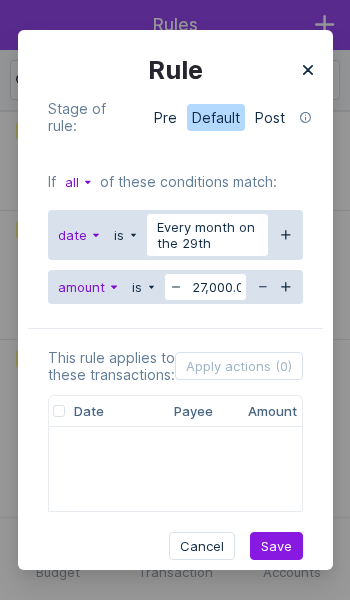 Rules
Rule
Stage of
rule:
Pre Default Post
If all of these conditions match:
date is Every month on
the 29th
amount is 27,000.0
This rule applies to
these transactions:
Apply actions (0)
Date Payee Amount
Cancel Save
Budget Transaction Accounts